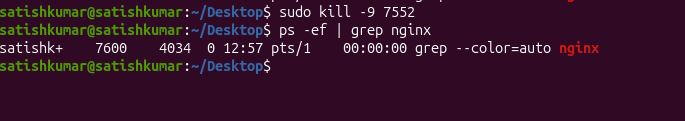 satishkumar@satishkumar:~/Desktop$ sudo kill -9 7552
satishkumar@satishkumar:~/Desktop$ ps -ef | grep nginx
satishk+    7600    4034  0 12:57 pts/1    00:00:00 grep --color=auto nginx
satishkumar@satishkumar:~/Desktop$